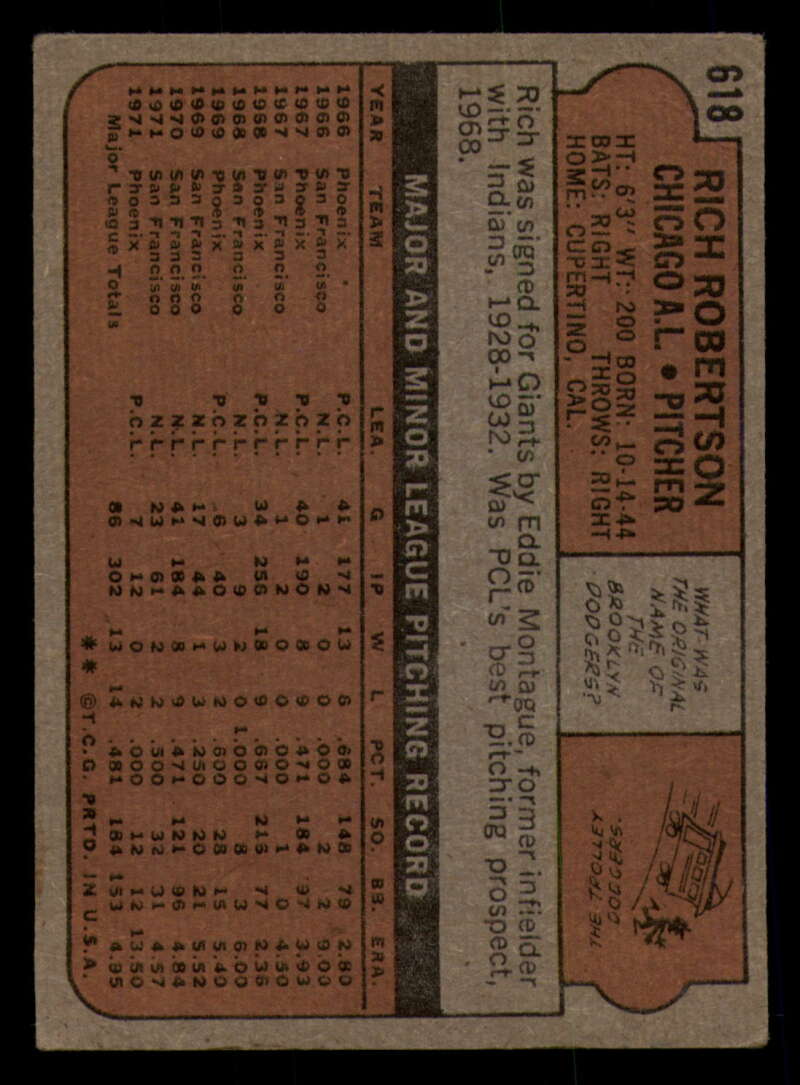 618
RICH ROBERTSON
CHICAGO A.L. • PITCHER
HT: 6'3" WT: 200 BORN: 10-14-44
BATS: RIGHT THROWS: RIGHT
HOME: CUPERTINO, CAL.
WHAT WAS
THE ORIGINAL
NAME OF
THE
BROOKLYN
DODGERS?
THE TROLLEY
DODGERS.
Rich was signed for Giants by Eddie Montague, former infielder
with Indians, 1928-1932. Was PCL's best pitching prospect,
1968.
MAJOR AND MINOR LEAGUE PITCHING RECORD
YEAR TEAM LEA. G IP W L PCT. SO. BB. ERA.
1966 Phoenix P.C.L. 41 177 13 6 .684 148 79 2.80
1966 San Francisco N.L. 1 2 0 0 .000 2 2 9.00
1967 Phoenix P.C.L. 40 190 8 9 .471 184 97 3.93
1967 San Francisco N.L. 1 2 0 0 .000 1 0 4.50
1968 Phoenix P.C.L. 34 256 18 9 .667 216 77 2.36
1968 San Francisco N.L. 3 9 2 0 1.000 8 3 6.00
1969 Phoenix P.C.L. 6 40 3 2 .600 28 15 5.40
1969 San Francisco N.L. 17 44 1 3 .250 20 21 5.52
1970 San Francisco N.L. 41 184 8 9 .471 121 96 4.84
1971 San Francisco N.L. 23 61 2 2 .500 32 31 4.57
1971 Phoenix P.C.L. 7 12 0 2 .000 12 12 13.50
Major League Totals 86 302 13 14 .481 184 153 4.95
** ©T.C.G. PRTD. IN U.S.A.